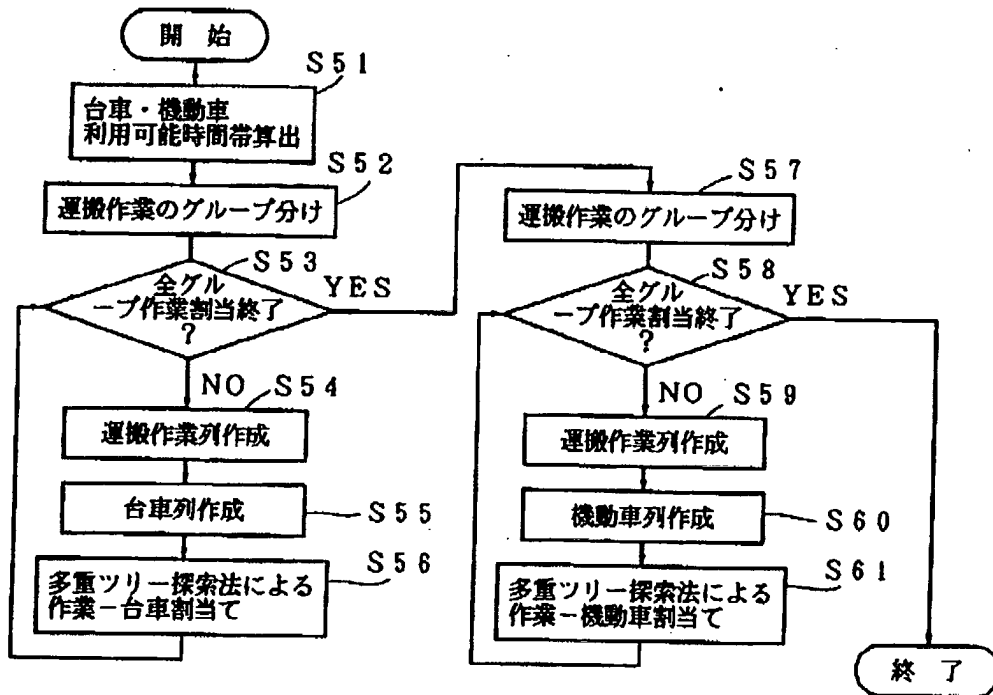 開 始
S51
台車・機動車
利用可能時間帯算出
S52
運搬作業のグループ分け
S53
全グル
ープ作業割当終了
?
YES
NO
S54
運搬作業列作成
台車列作成
S55
S56
多重ツリー探索法による
作業－台車割当て
S57
運搬作業のグループ分け
S58
全グル
ープ作業割当終了
?
YES
NO
S59
運搬作業列作成
機動車列作成
S60
S61
多重ツリー探索法による
作業－機動車割当て
終 了